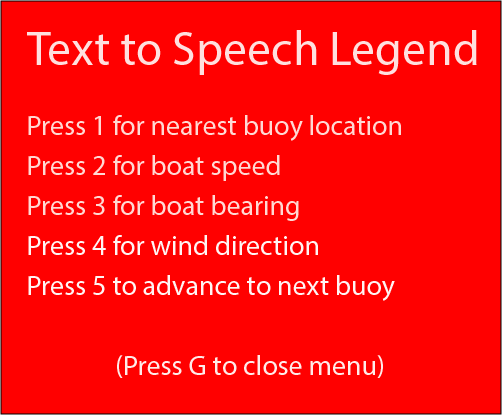 Text to Speech Legend
Press 1 for nearest buoy location
Press 2 for boat speed
Press 3 for boat bearing
Press 4 for wind direction
Press 5 to advance to next buoy
(Press G to close menu)